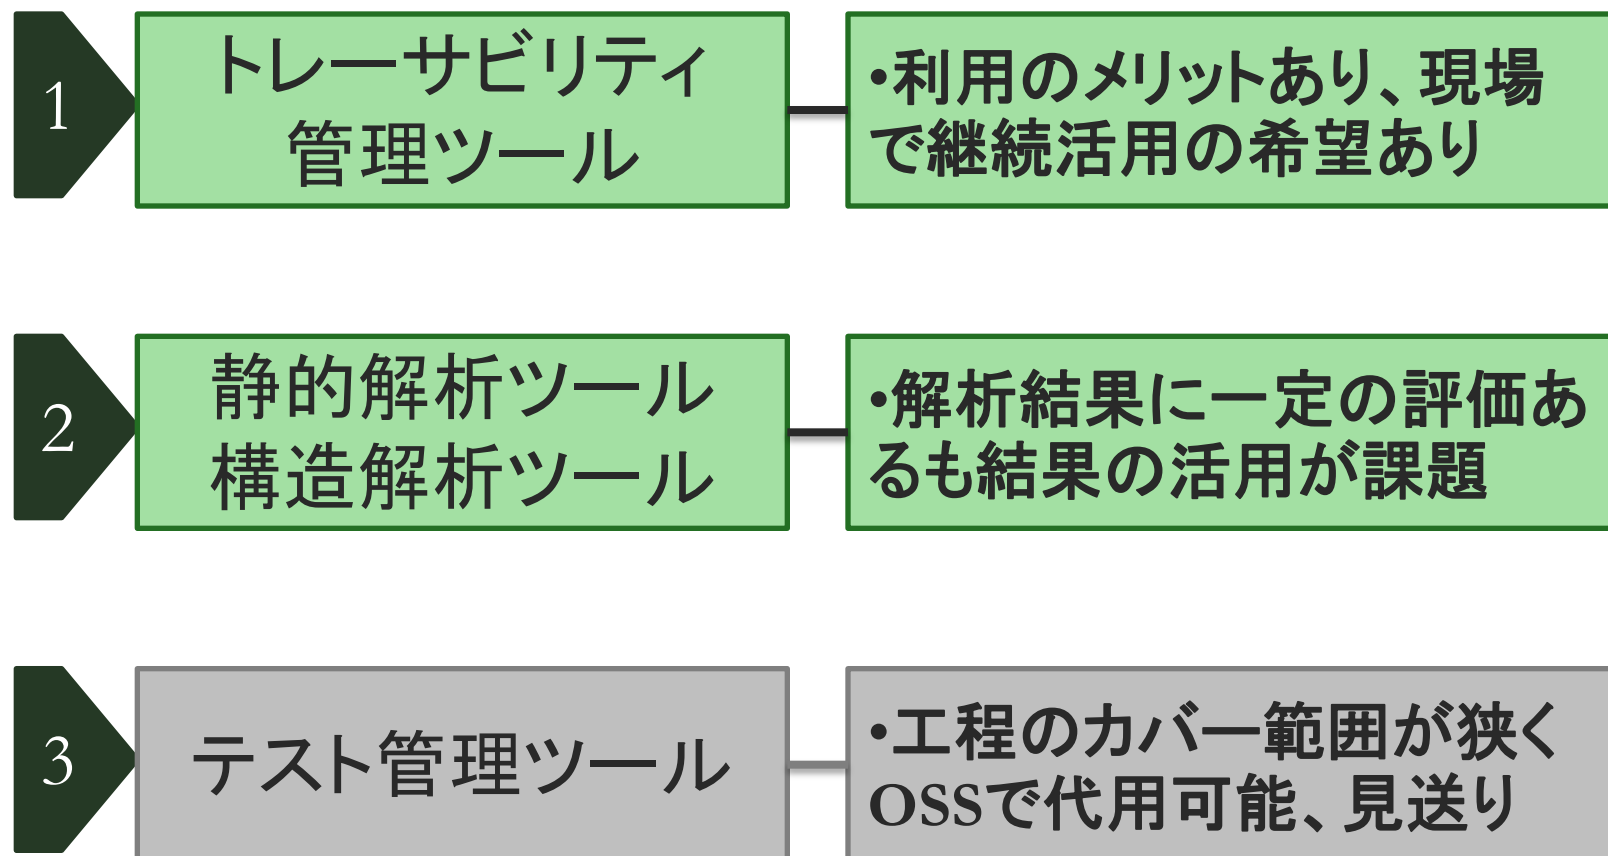 1
トレーサビリティ
管理ツール
•利用のメリットあり、現場
で継続活用の希望あり
2
静的解析ツール
構造解析ツール
•解析結果に一定の評価あ
るも結果の活用が課題
3
テスト管理ツール
•工程のカバー範囲が狭く
OSSで代用可能、見送り